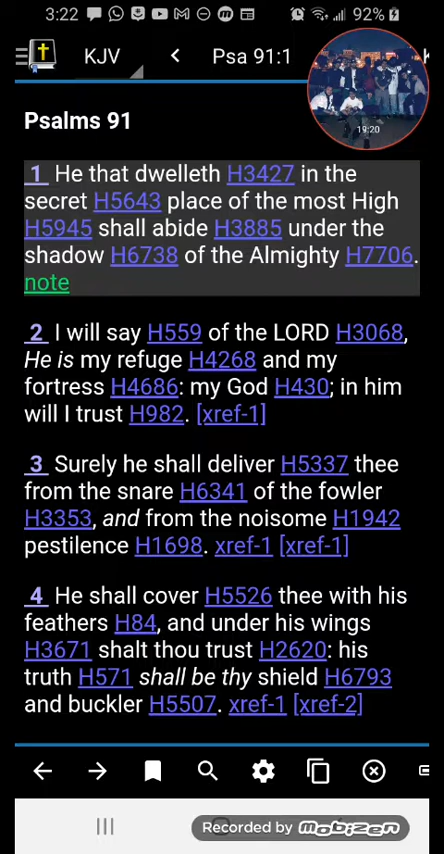 3:22 92%
KJV < Psa 91:1
19:20
Psalms 91
1 He that dwelleth H3427 in the
secret H5643 place of the most High
H5945 shall abide H3885 under the
shadow H6738 of the Almighty H7706.
note
2 I will say H559 of the LORD H3068,
He is my refuge H4268 and my
fortress H4686: my God H430; in him
will I trust H982. [xref-1]
3 Surely he shall deliver H5337 thee
from the snare H6341 of the fowler
H3353, and from the noisome H1942
pestilence H1698. xref-1 [xref-1]
4 He shall cover H5526 thee with his
feathers H84, and under his wings
H3671 shalt thou trust H2620: his
truth H571 shall be thy shield H6793
and buckler H5507. xref-1 [xref-2]
Recorded by Mobizen